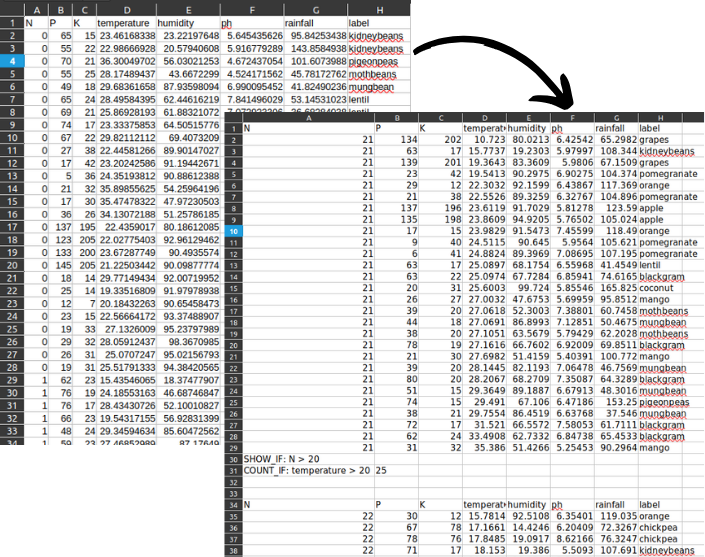 A B C D E F G H
1 N P K temperature humidity ph rainfall label
2 0 65 15 23.46168338 23.22197648 5.645435626 95.84253438 kidneybeans
3 0 55 22 22.98666928 20.57940608 5.916779289 143.8584938 kidneybeans
4 0 70 21 36.30049702 56.03021253 4.672437054 101.6073988 pigeonpeas
5 0 55 25 28.17489437 43.6672299 4.524171562 45.78172762 mothbeans
6 0 49 18 29.68361658 87.93598094 6.990095452 41.82490236 mungbean
7 0 65 24 28.49584395 62.44616219 7.841496029 53.14531023 lentil
8 0 69 21 25.86928193 61.88321072 lentil
9 0 74 17 23.33375853 64.50515776
10 0 67 22 29.82112112 69.4073209
11 0 27 38 22.44581266 89.90147027
12 0 17 42 23.20242586 91.19442671
13 0 5 36 24.35193812 90.88612388
14 0 21 32 35.89855625 54.25964196
15 0 17 30 35.47478322 47.97230503
16 0 36 26 34.13072188 51.25786185
17 0 137 195 22.4359017 80.18612085
18 0 123 205 22.02775403 92.96129462
19 0 133 200 23.67287749 90.4935574
20 0 145 205 21.22503442 90.09877774
21 0 18 14 29.77149434 92.00719952
22 0 25 14 19.33516809 91.97978938
23 0 12 7 20.18432263 90.65458473
24 0 23 15 22.56664172 93.37488907
25 0 19 33 27.1326009 95.23797989
26 0 29 32 28.05912437 98.3670985
27 0 26 31 25.0707247 95.02156793
28 0 19 31 25.51791333 94.38420565
29 1 62 23 15.43546065 18.37477907
30 1 76 19 24.18553163 46.68746847
31 1 76 17 28.43430726 52.10010827
32 1 66 23 19.54317155 56.92831399
33 1 48 24 29.34594634 85.60472562
34 1 59 23 27.46852989 87.17649
A B C D E F G H
1 N P K temperat humidity ph rainfall label
2 21 134 202 10.723 80.0213 6.42542 65.2982 grapes
3 21 63 17 15.7737 19.2303 5.97997 108.344 kidneybeans
4 21 139 201 19.3643 83.3609 5.9806 67.1509 grapes
5 21 23 42 19.5413 90.2975 6.90275 104.374 pomegranate
6 21 29 12 22.3032 92.1599 6.43867 117.369 orange
7 21 21 38 22.5526 89.3259 6.32767 104.896 pomegranate
8 21 137 196 23.6119 91.7029 5.81278 123.59 apple
9 21 135 198 23.8609 94.9205 5.76502 105.024 apple
10 21 17 15 23.9829 91.5473 7.45599 118.49 orange
11 21 9 40 24.5115 90.645 5.9564 105.621 pomegranate
12 21 6 41 24.8823 89.3969 7.08695 107.195 pomegranate
13 21 63 17 25.0897 68.1754 6.55968 41.4549 lentil
14 21 63 22 25.0974 67.7284 6.85941 74.6165 blackgram
15 21 20 31 25.6003 99.724 5.85546 165.825 coconut
16 21 26 27 27.0032 47.6753 5.69959 95.8512 mango
17 21 39 20 27.0618 52.3003 7.38801 60.7458 mothbeans
18 21 44 18 27.0691 86.8993 7.12851 50.4675 mungbean
19 21 38 20 27.1051 63.5679 5.79429 62.2028 mothbeans
20 21 78 19 27.1616 66.7602 6.92009 69.8511 blackgram
21 21 21 30 27.6982 51.4159 5.40391 100.772 mango
22 21 39 20 28.1445 82.1193 7.06478 46.7569 mungbean
23 21 80 20 28.2067 68.2709 7.35087 64.3289 blackgram
24 21 51 15 29.3649 89.1887 6.67913 48.3016 mungbean
25 21 74 15 29.491 67.106 7.47186 153.25 pigeonpeas
26 21 38 21 29.7554 86.4519 6.63768 37.546 mungbean
27 21 72 17 31.521 66.5572 7.58053 61.7111 blackgram
28 21 62 24 33.4908 62.7332 6.84738 65.4533 blackgram
29 21 31 32 35.386 51.4266 5.25453 90.2964 mango
30 SHOW_IF: N > 20
31 COUNT_IF: temperature > 20 25
32
33
34 N P K temperat humidity ph rainfall label
35 22 30 12 15.7814 92.5108 6.35401 119.035 orange
36 22 67 78 17.1661 14.4246 6.20409 72.3267 chickpea
37 22 78 76 17.8485 19.0917 8.62166 76.3247 chickpea
38 22 71 17 18.153 19.386 5.5093 107.691 kidneybeans